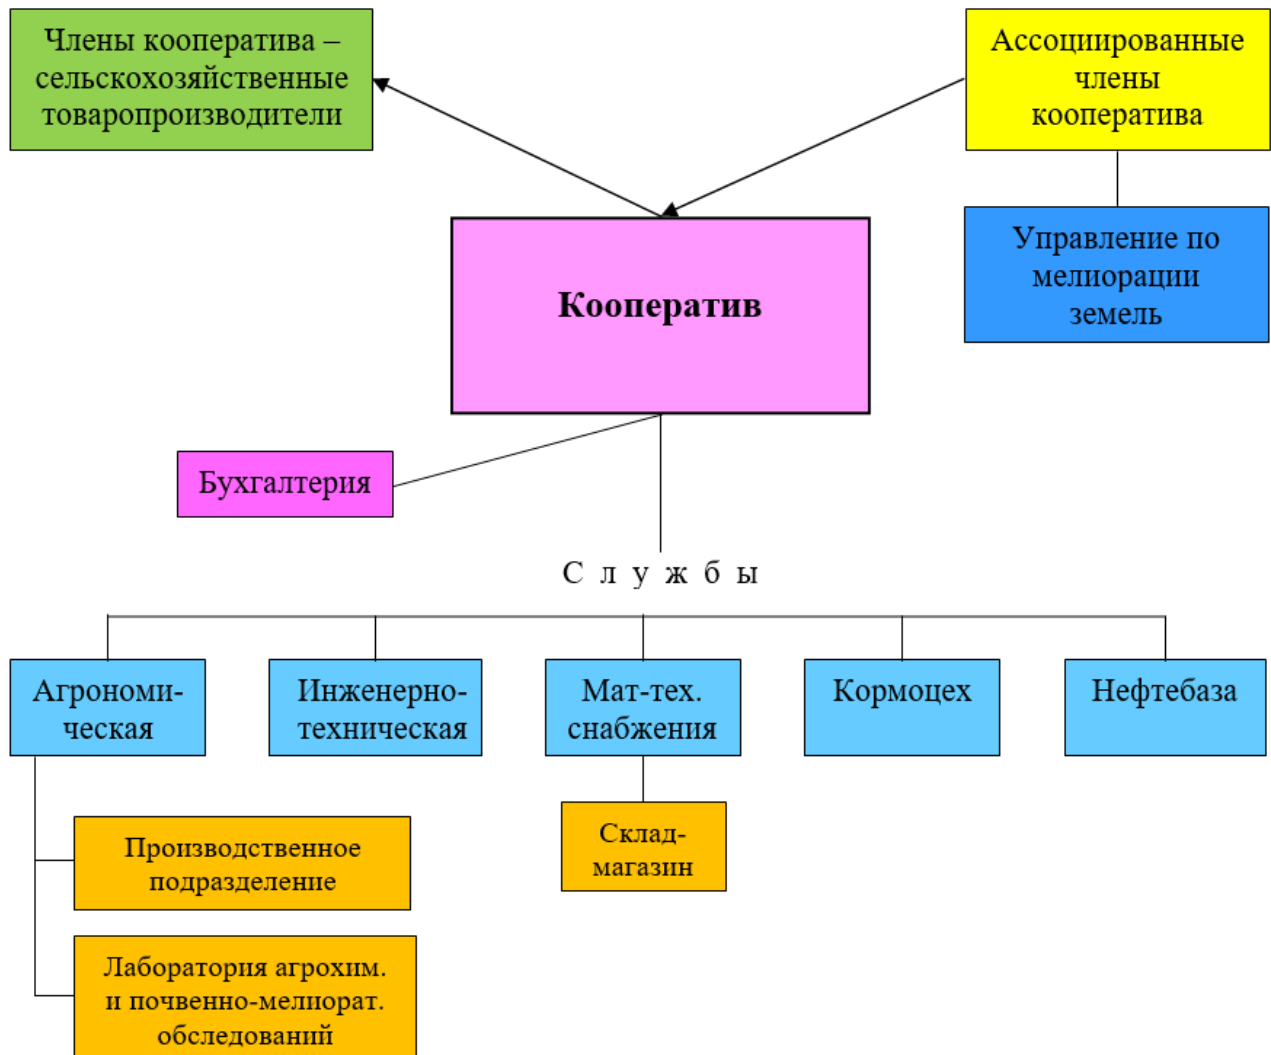 Члены кооператива –
сельскохозяйственные
товаропроизводители
Ассоциированные
члены
кооператива
Управление по
мелиорации
земель
Кооператив
Бухгалтерия
С л у ж б ы
Агрономи-
ческая
Инженерно-
техническая
Мат-тех.
снабжения
Кормоцех
Нефтебаза
Производственное
подразделение
Склад-
магазин
Лаборатория агрохим.
и почвенно-мелиорат.
обследований